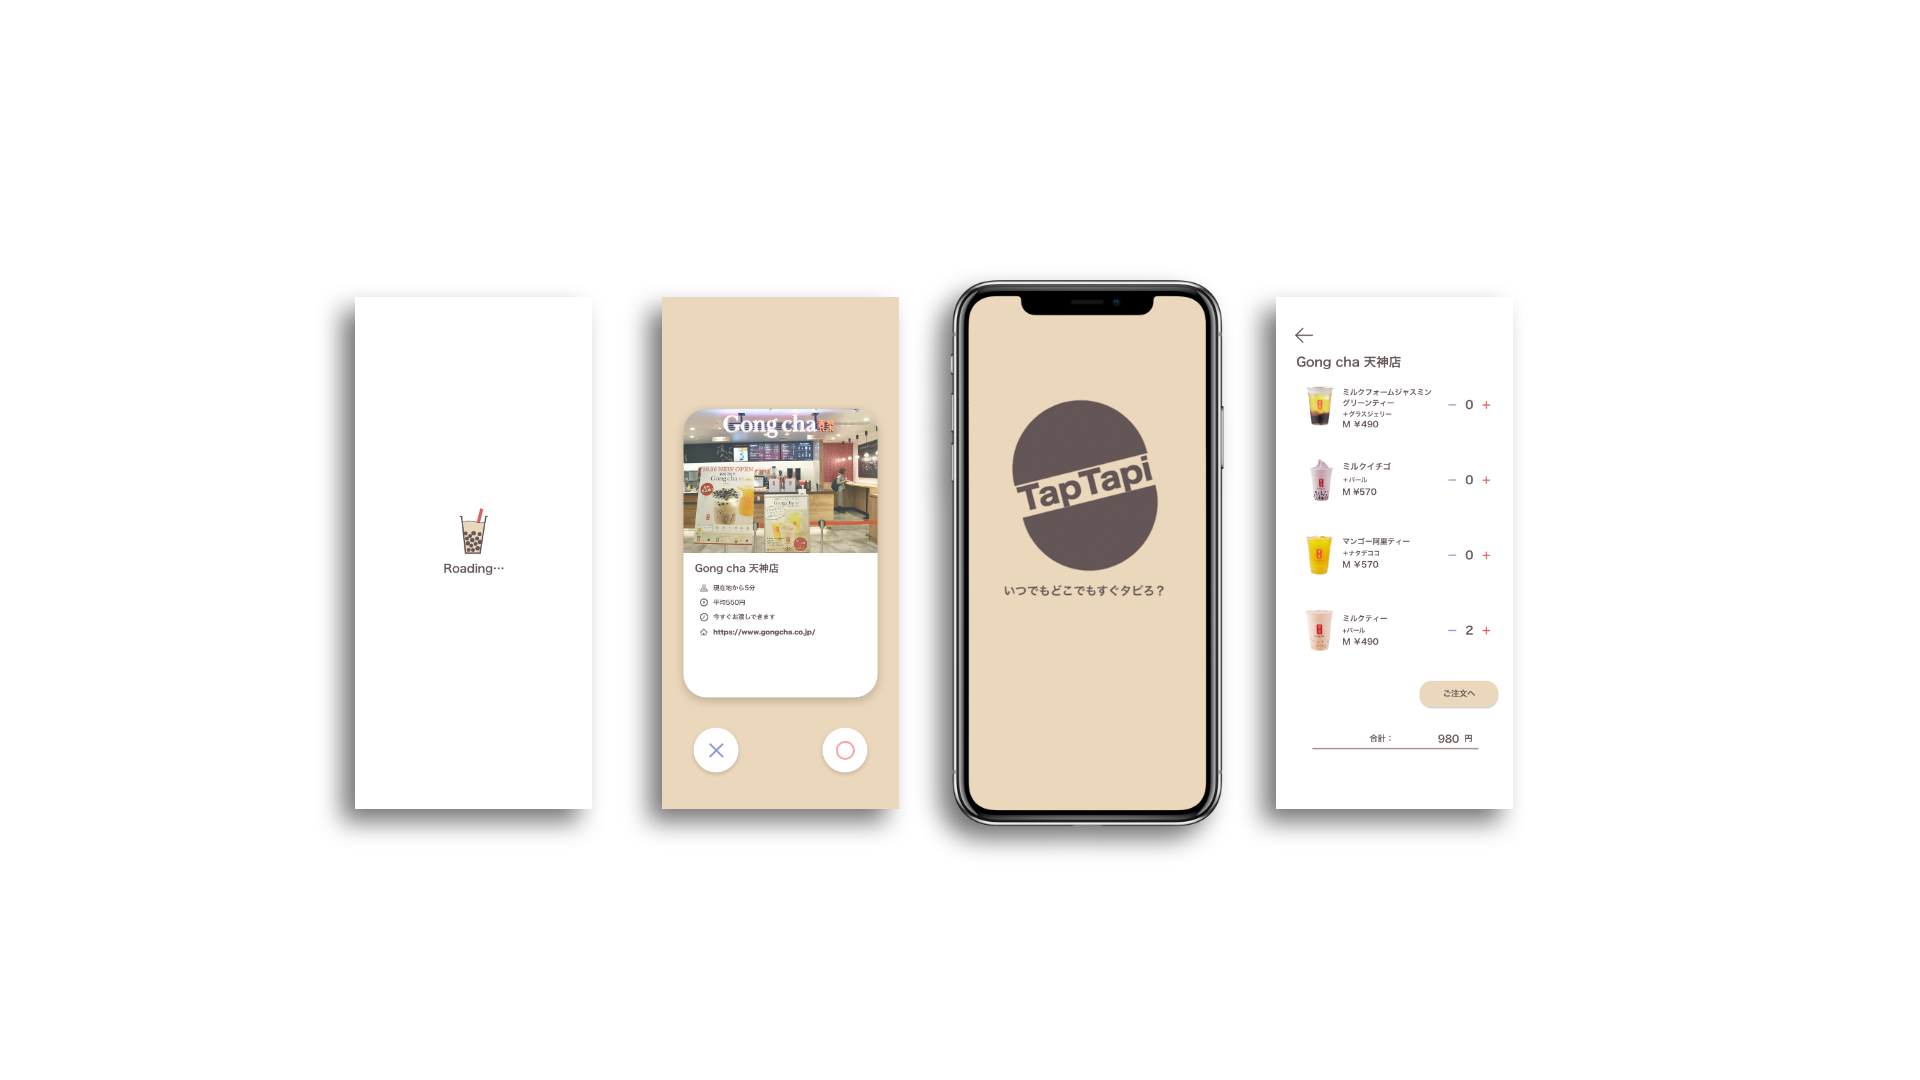 Roading…
Gong cha貢茶
10.26 NEW OPEN
Gong cha
Gong cha 天神店
現在地から5分
平均550円
今すぐお渡しできます
https://www.gongcha.co.jp/
TapTapi
いつでもどこでもすぐタピろ？
Gong cha 天神店
ミルクフォームジャスミン
グリーンティー
+グラスジェリー
M ¥490
− 0 +
ミルクイチゴ
+パール
M ¥570
− 0 +
マンゴー阿里ティー
+ナタデココ
M ¥570
− 0 +
ミルクティー
+パール
M ¥490
− 2 +
ご注文へ
合計： 980 円